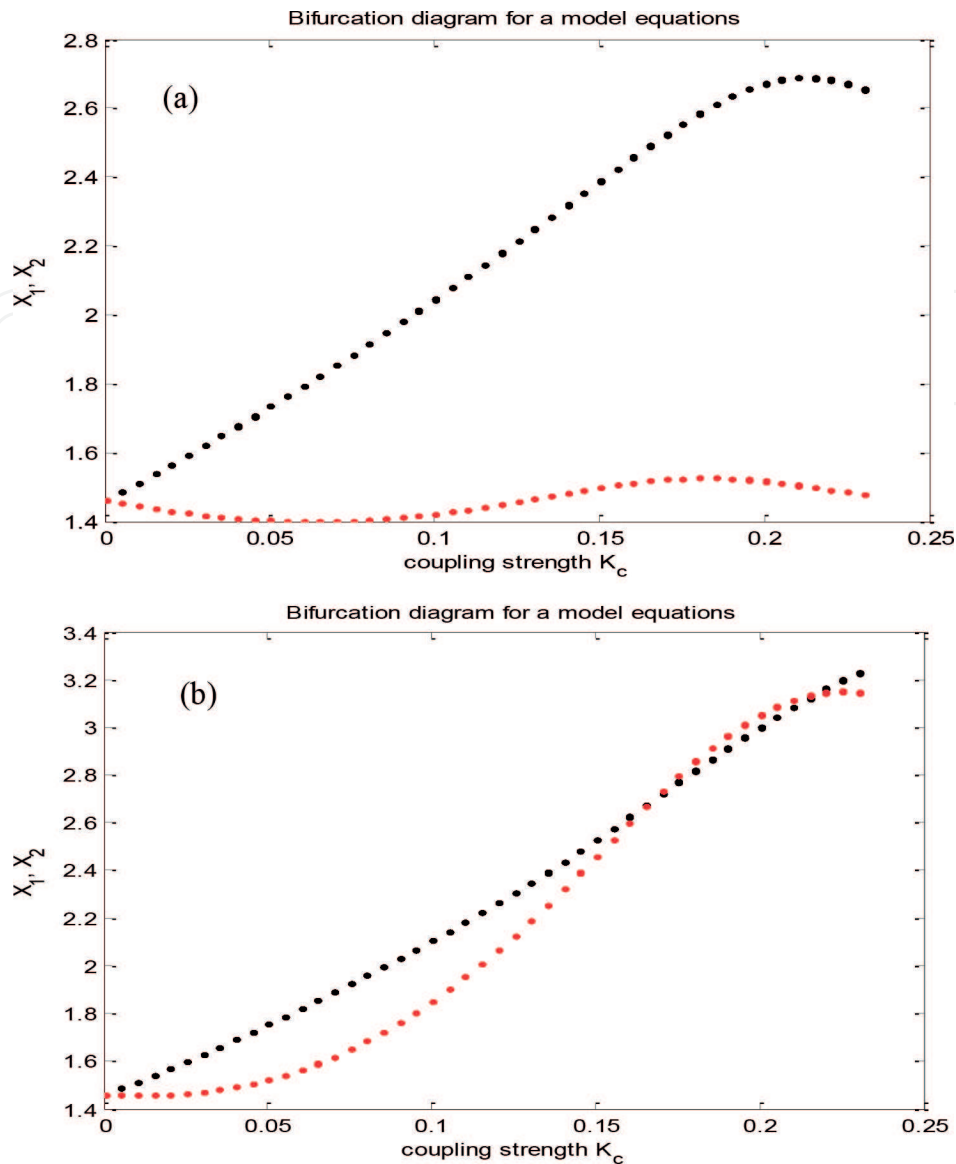 Bifurcation diagram for a model equations
(a)
2.8
2.6
2.4
2.2
2
1.8
1.6
1.4
X1, X2
0 0.05 0.1 0.15 0.2 0.25
coupling strength Kc
Bifurcation diagram for a model equations
(b)
3.4
3.2
3
2.8
2.6
2.4
2.2
2
1.8
1.6
1.4
X1, X2
0 0.05 0.1 0.15 0.2 0.25
coupling strength Kc